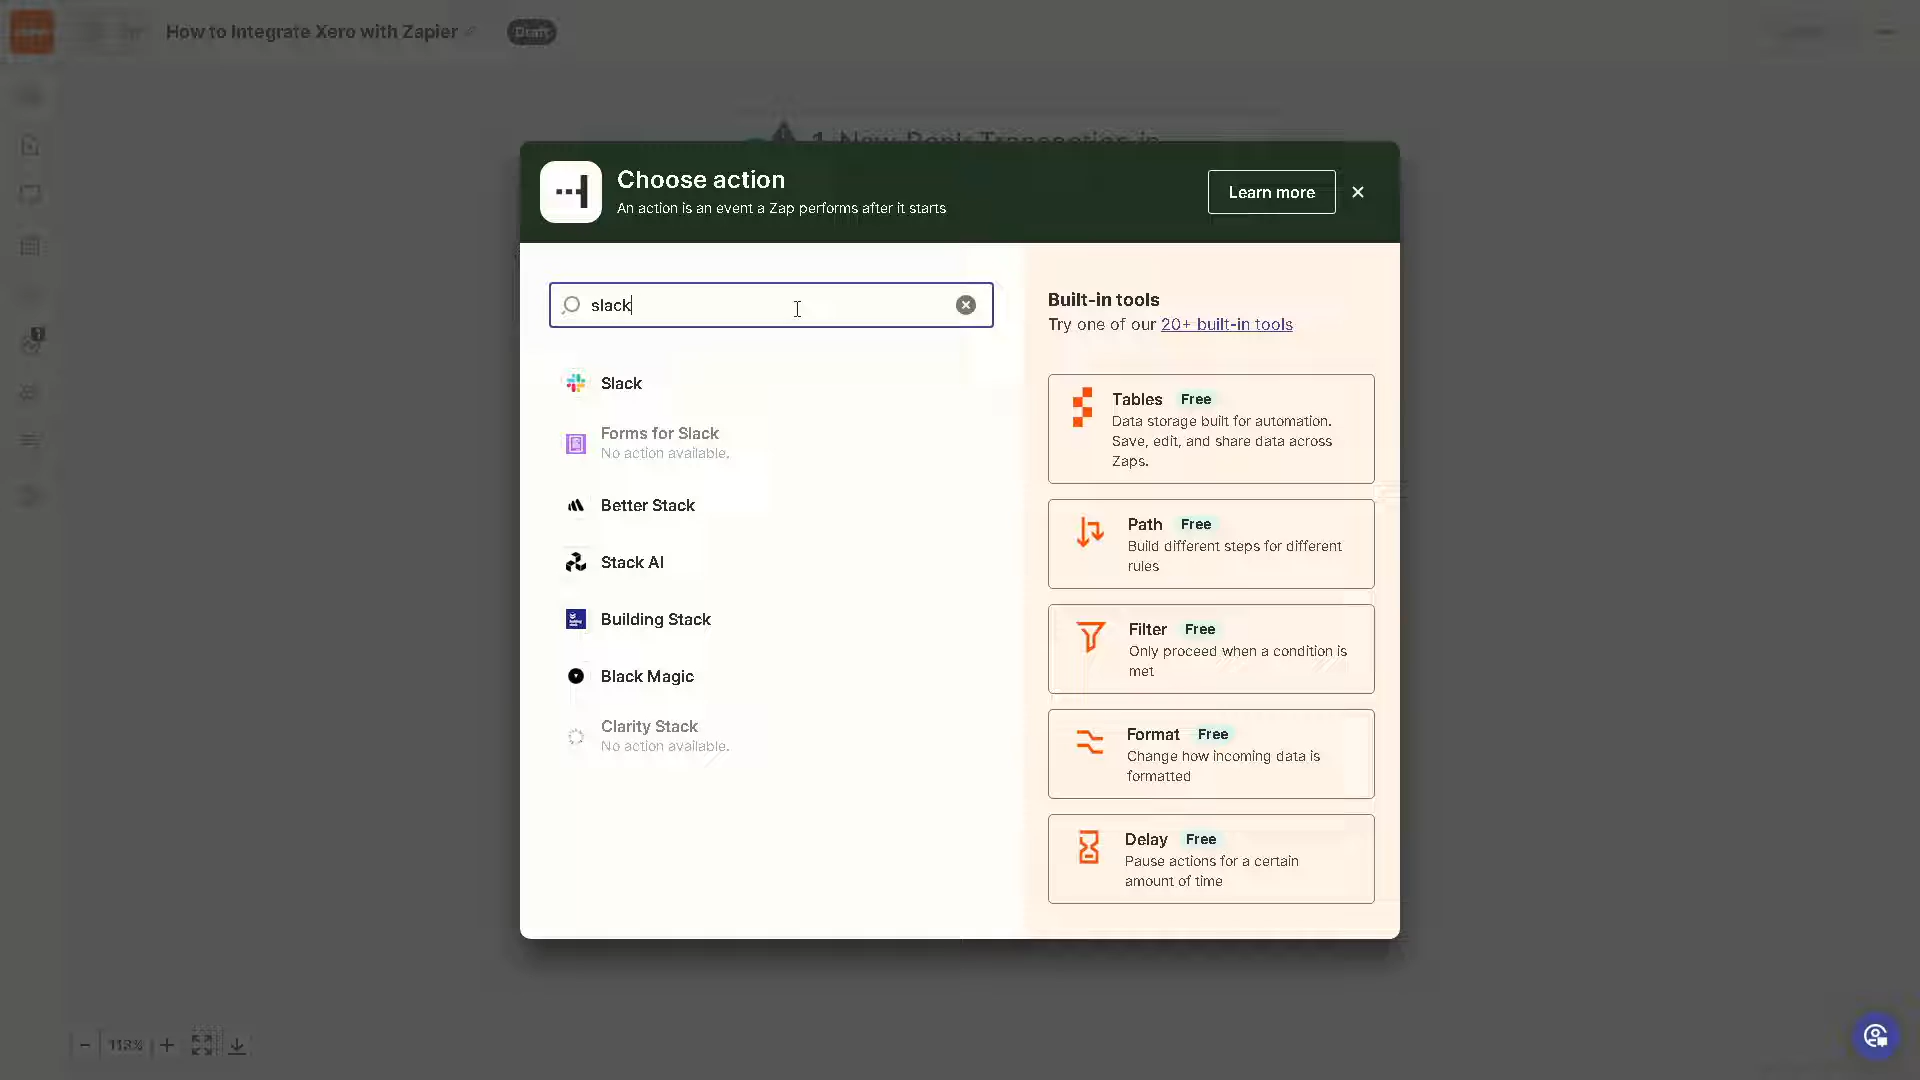 How to Integrate Xero with Zapier
Draft
1. New Bank Transaction in
Choose action
An action is an event a Zap performs after it starts
Learn more
slack
Slack
Forms for Slack
No action available.
Better Stack
Stack AI
Building Stack
Black Magic
Clarity Stack
No action available.
Built-in tools
Try one of our 20+ built-in tools
Tables Free
Data storage built for automation.
Save, edit, and share data across
Zaps.
Path Free
Build different steps for different
rules
Filter Free
Only proceed when a condition is
met
Format Free
Change how incoming data is
formatted
Delay Free
Pause actions for a certain
amount of time
113%